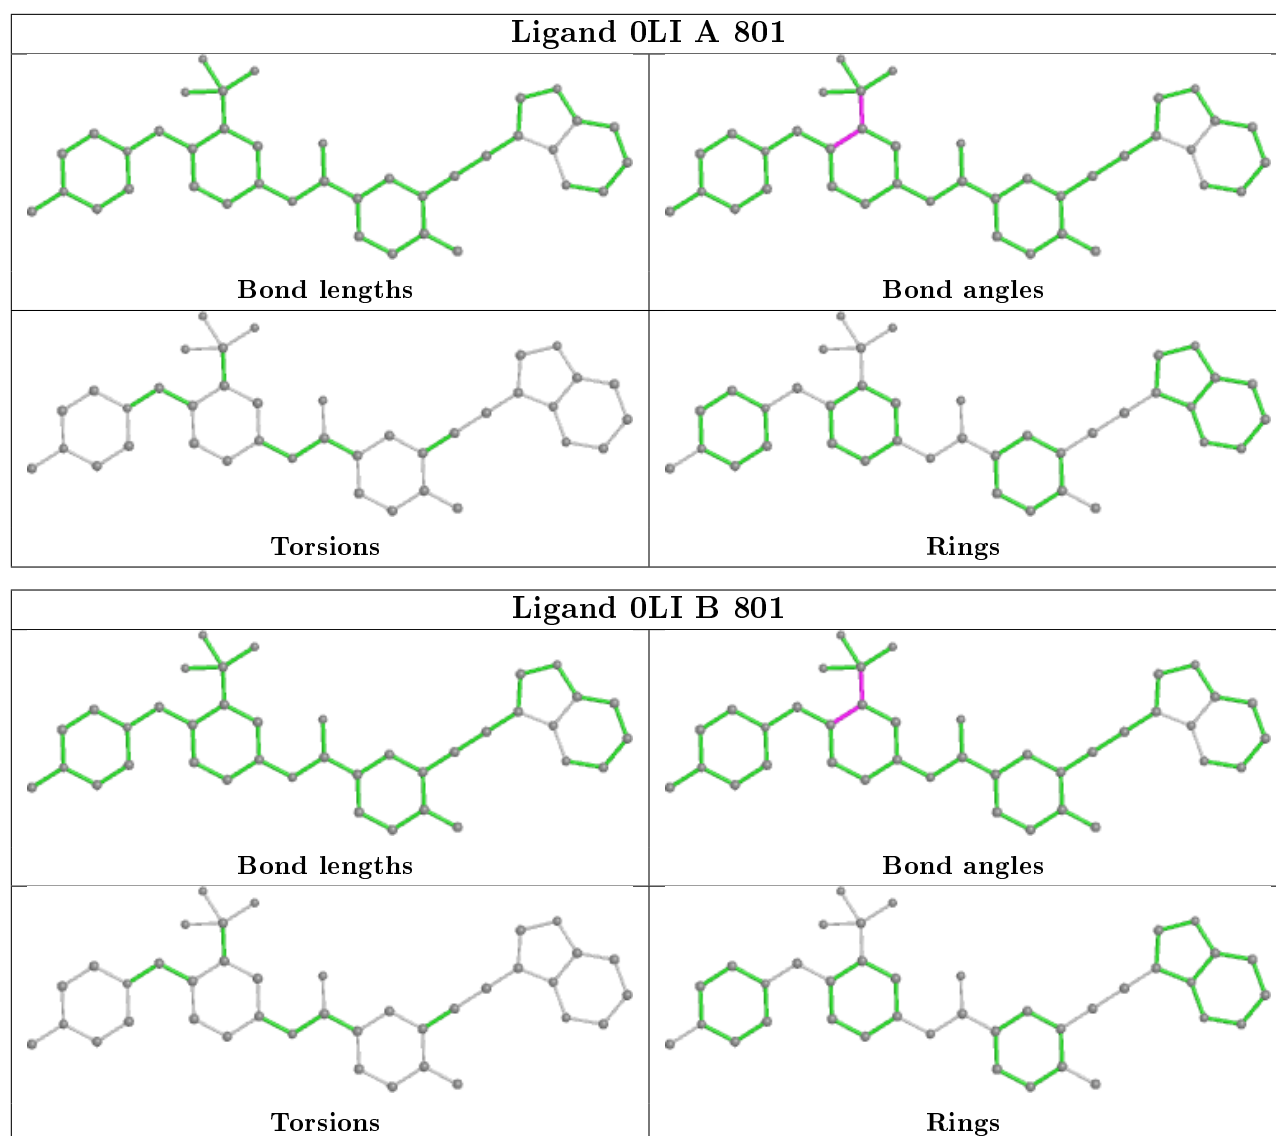 Ligand 0LI A 801
Bond lengths
Bond angles
Torsions
Rings
Ligand 0LI B 801
Bond lengths
Bond angles
Torsions
Rings